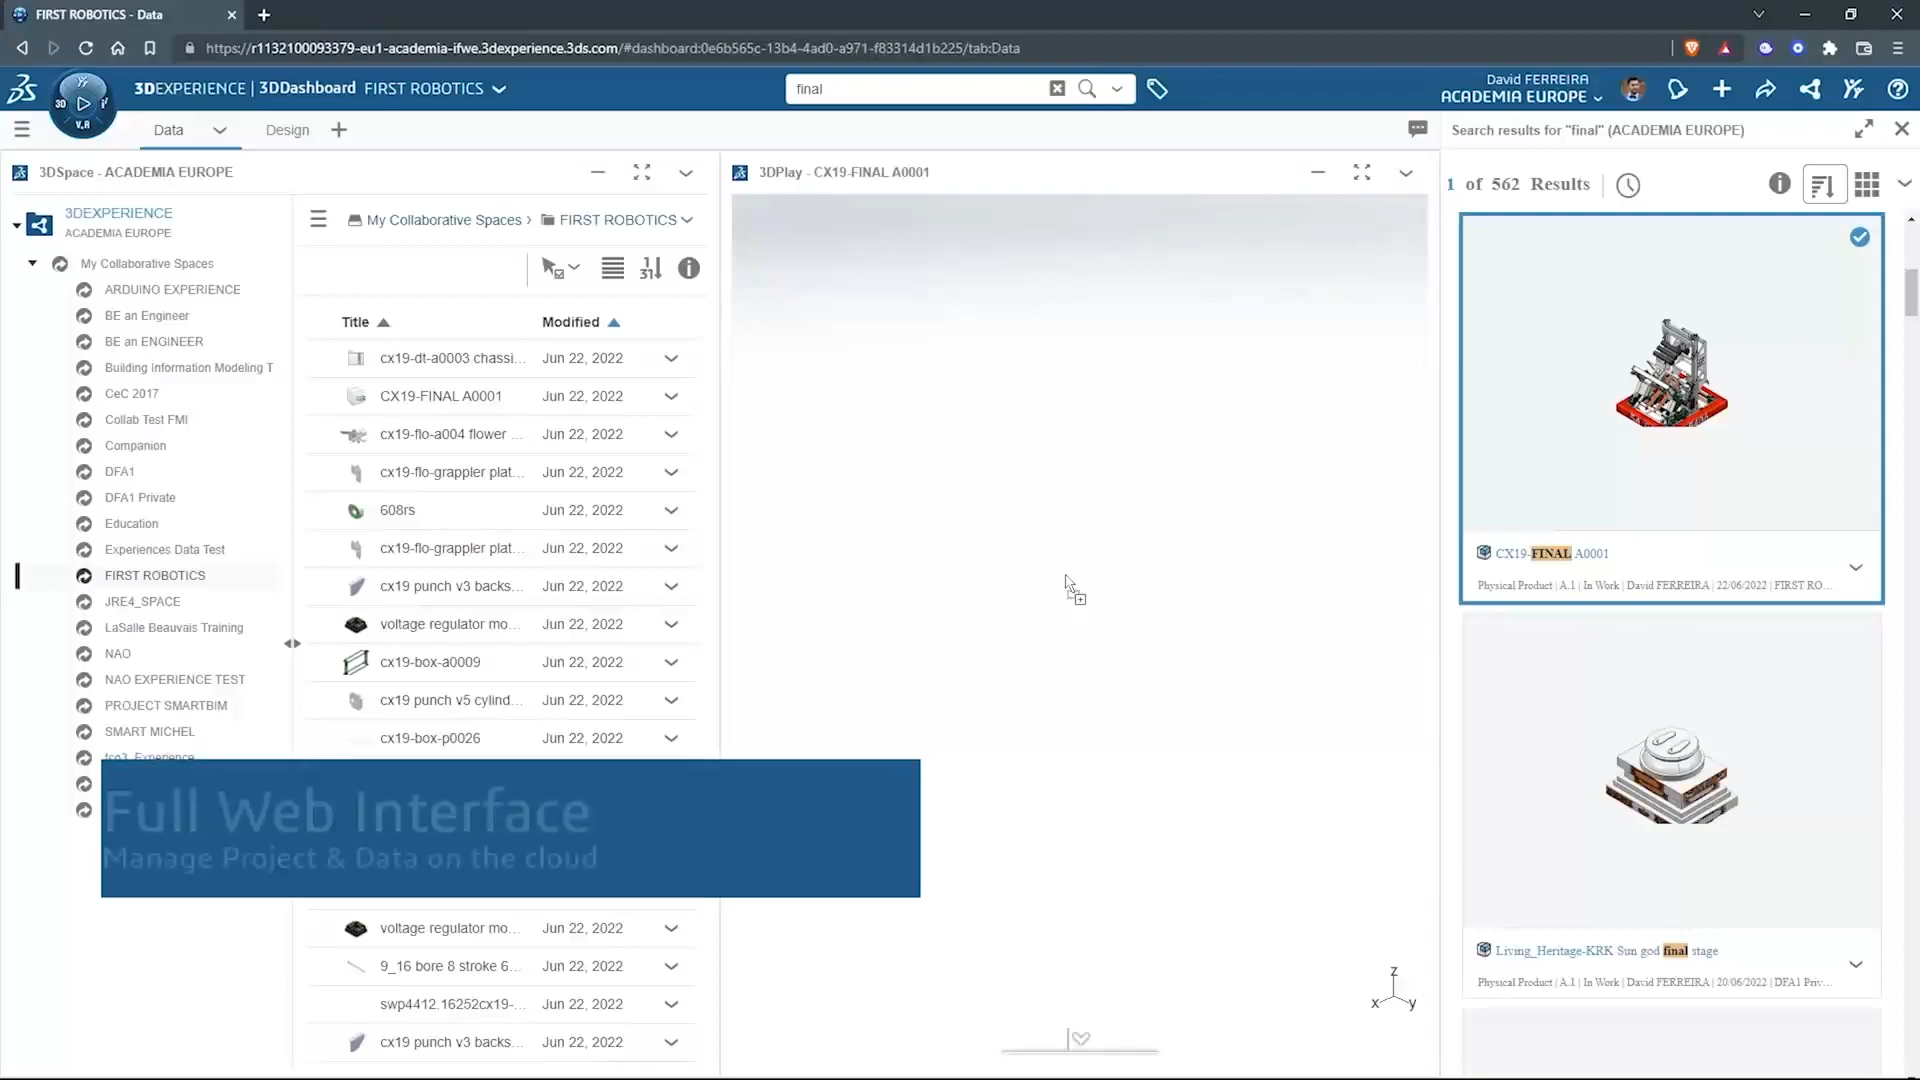 FIRST ROBOTICS - Data
https://r1132100093379-eu1-academia-ifwe.3dexperience.3ds.com/#dashboard:0e6b565c-13b4-4ad0-a971-f83314d1b225/tab:Data
3D
V.R
3DEXPERIENCE | 3DDashboard FIRST ROBOTICS
final
David FERREIRA
ACADEMIA EUROPE
Data
Design
Search results for "final" (ACADEMIA EUROPE)
3DSpace - ACADEMIA EUROPE
3DPlay - CX19-FINAL A0001
1 of 562 Results
3DEXPERIENCE
ACADEMIA EUROPE
My Collaborative Spaces
ARDUINO EXPERIENCE
BE an Engineer
BE an ENGINEER
Building Information Modeling T
CeC 2017
Collab Test FMI
Companion
DFA1
DFA1 Private
Education
Experiences Data Test
FIRST ROBOTICS
JRE4_SPACE
LaSalle Beauvais Training
NAO
NAO EXPERIENCE TEST
PROJECT SMARTBIM
SMART MICHEL
My Collaborative Spaces › FIRST ROBOTICS
Title Modified
cx19-dt-a0003 chassi... Jun 22, 2022
CX19-FINAL A0001 Jun 22, 2022
cx19-flo-a004 flower ... Jun 22, 2022
cx19-flo-grappler plat... Jun 22, 2022
608rs Jun 22, 2022
cx19-flo-grappler plat... Jun 22, 2022
cx19 punch v3 backs... Jun 22, 2022
voltage regulator mo... Jun 22, 2022
cx19-box-a0009 Jun 22, 2022
cx19 punch v5 cylind... Jun 22, 2022
cx19-box-p0026 Jun 22, 2022
Full Web Interface
Manage Project & Data on the cloud
voltage regulator mo... Jun 22, 2022
9_16 bore 8 stroke 6... Jun 22, 2022
swp4412.16252cx19-... Jun 22, 2022
cx19 punch v3 backs... Jun 22, 2022
z
x
y
CX19-FINAL A0001
Physical Product | A.1 | In Work | David FERREIRA | 22/06/2022 | FIRST RO...
Living_Heritage-KRK Sun god final stage
Physical Product | A.1 | In Work | David FERREIRA | 20/06/2022 | DFA1 Priv...